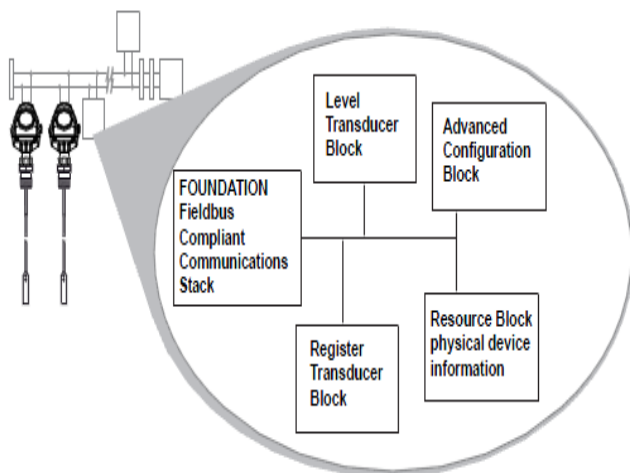 Level
Transducer
Block
Advanced
Configuration
Block
FOUNDATION
Fieldbus
Compliant
Communications
Stack
Register
Transducer
Block
Resource Block
physical device
information